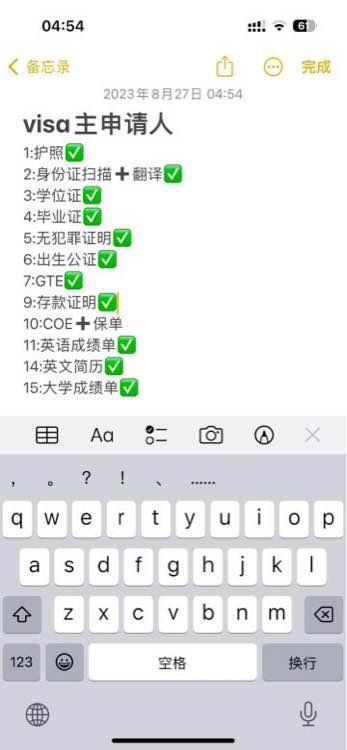 04:54
61
备忘录
完成
2023年8月27日 04:54
visa主申请人
1:护照✅
2:身份证扫描➕翻译✅
3:学位证✅
4:毕业证✅
5:无犯罪证明✅
6:出生公证✅
7:GTE✅
9:存款证明✅
10:COE➕保单
11:英语成绩单✅
14:英文简历✅
15:大学成绩单✅
Aa
， 。 ？ ！ 、 ……
q w e r t y u i o p
a s d f g h j k l
z x c v b n m
123 空格 换行